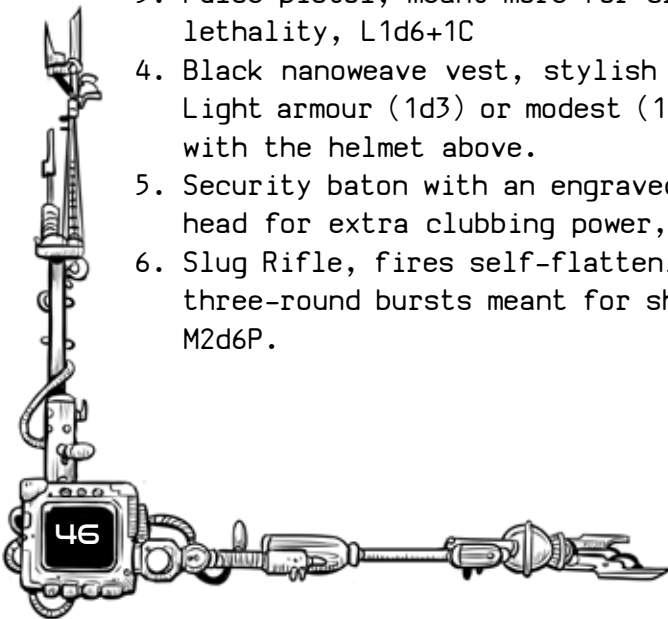 lethality, L1d6+1C
4. Black nanoweave vest, stylish
Light armour (1d3) or modest (1
with the helmet above.
5. Security baton with an engraved
head for extra clubbing power,
6. Slug Rifle, fires self-flatten
three-round bursts meant for sh
M2d6P.
46